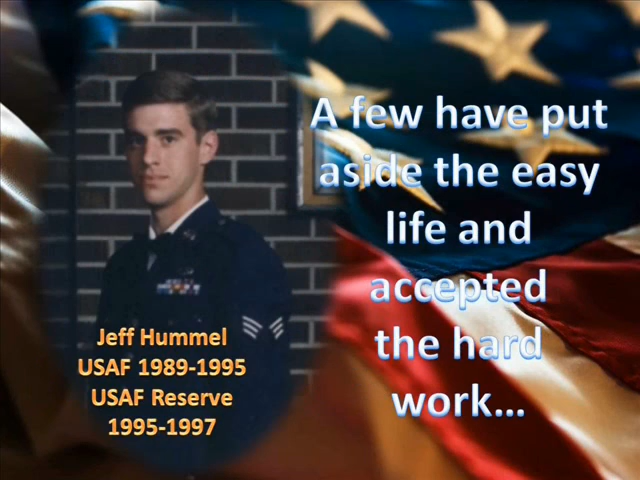 A few have put
aside the easy
life and
accepted
the hard
work...
Jeff Hummel
USAF 1989-1995
USAF Reserve
1995-1997